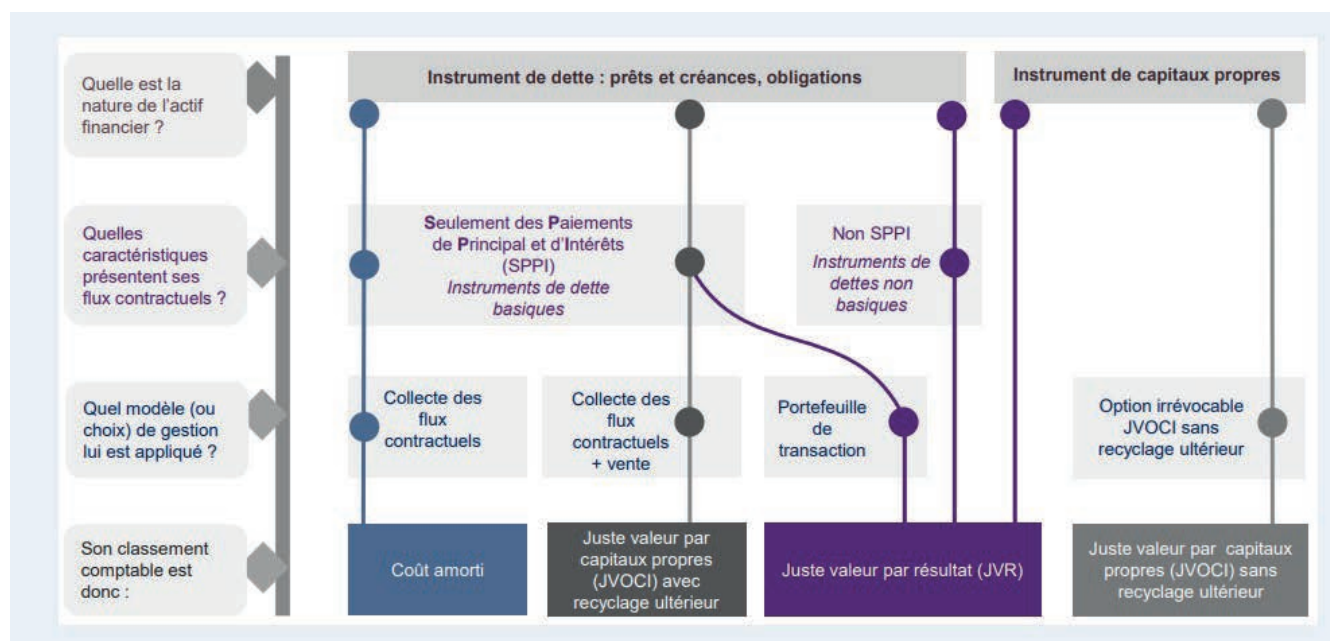 Quelle est la
nature de l'actif
financier ?
Instrument de dette : prêts et créances, obligations
Instrument de capitaux propres
Quelles
caractéristiques
présentent ses
flux contractuels ?
Seulement des Paiements
de Principal et d'Intérêts
(SPPI)
Instruments de dette
basiques
Non SPPI
Instruments de
dettes non
basiques
Quel modèle (ou
choix) de gestion
lui est appliqué ?
Collecte des
flux
contractuels
Collecte des
flux
contractuels
+ vente
Portefeuille
de
transaction
Option irrévocable
JVOCI sans
recyclage ultérieur
Son classement
comptable est
donc :
Coût amorti
Juste valeur par
capitaux propres
(JVOCI) avec
recyclage ultérieur
Juste valeur par résultat (JVR)
Juste valeur par capitaux
propres (JVOCI) sans
recyclage ultérieur